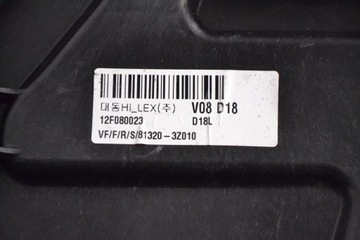 대동Hi_LEX(주) V08 D18
12F080023 D18L
VF/F/R/S/81320-3Z010